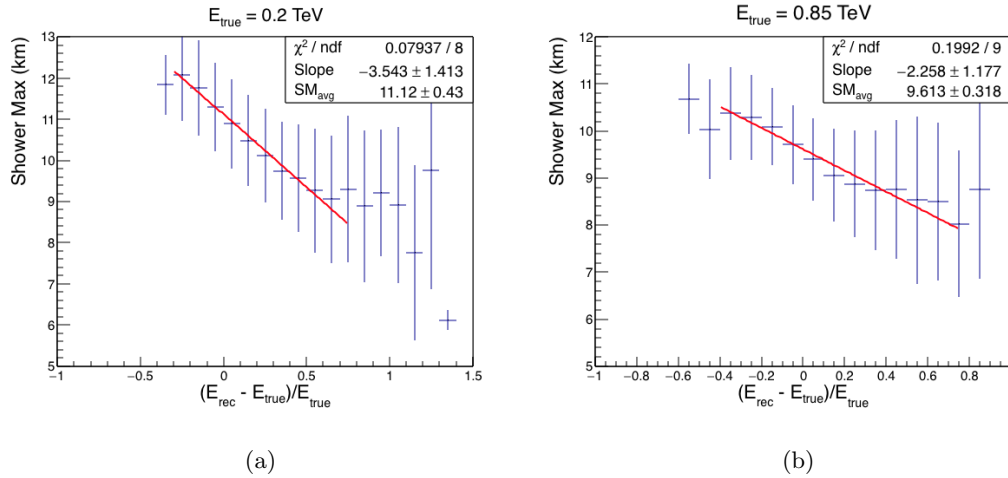 E_true = 0.2 TeV
Shower Max (km)
χ² / ndf 0.07937 / 8
Slope −3.543 ± 1.413
SM_avg 11.12 ± 0.43
13
12
11
10
9
8
7
6
5
−1 −0.5 0 0.5 1 1.5
(E_rec - E_true)/E_true
(a)
E_true = 0.85 TeV
Shower Max (km)
χ² / ndf 0.1992 / 9
Slope −2.258 ± 1.177
SM_avg 9.613 ± 0.318
12
11
10
9
8
7
6
5
−1 −0.8 −0.6 −0.4 −0.2 0 0.2 0.4 0.6 0.8
(E_rec - E_true)/E_true
(b)